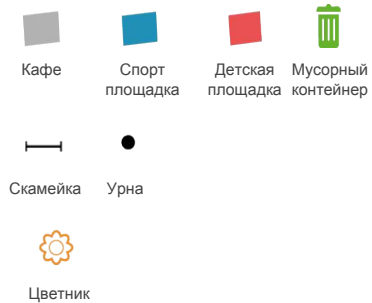 Кафе
Спорт площадка
Детская площадка
Мусорный контейнер
Скамейка
Урна
Цветник